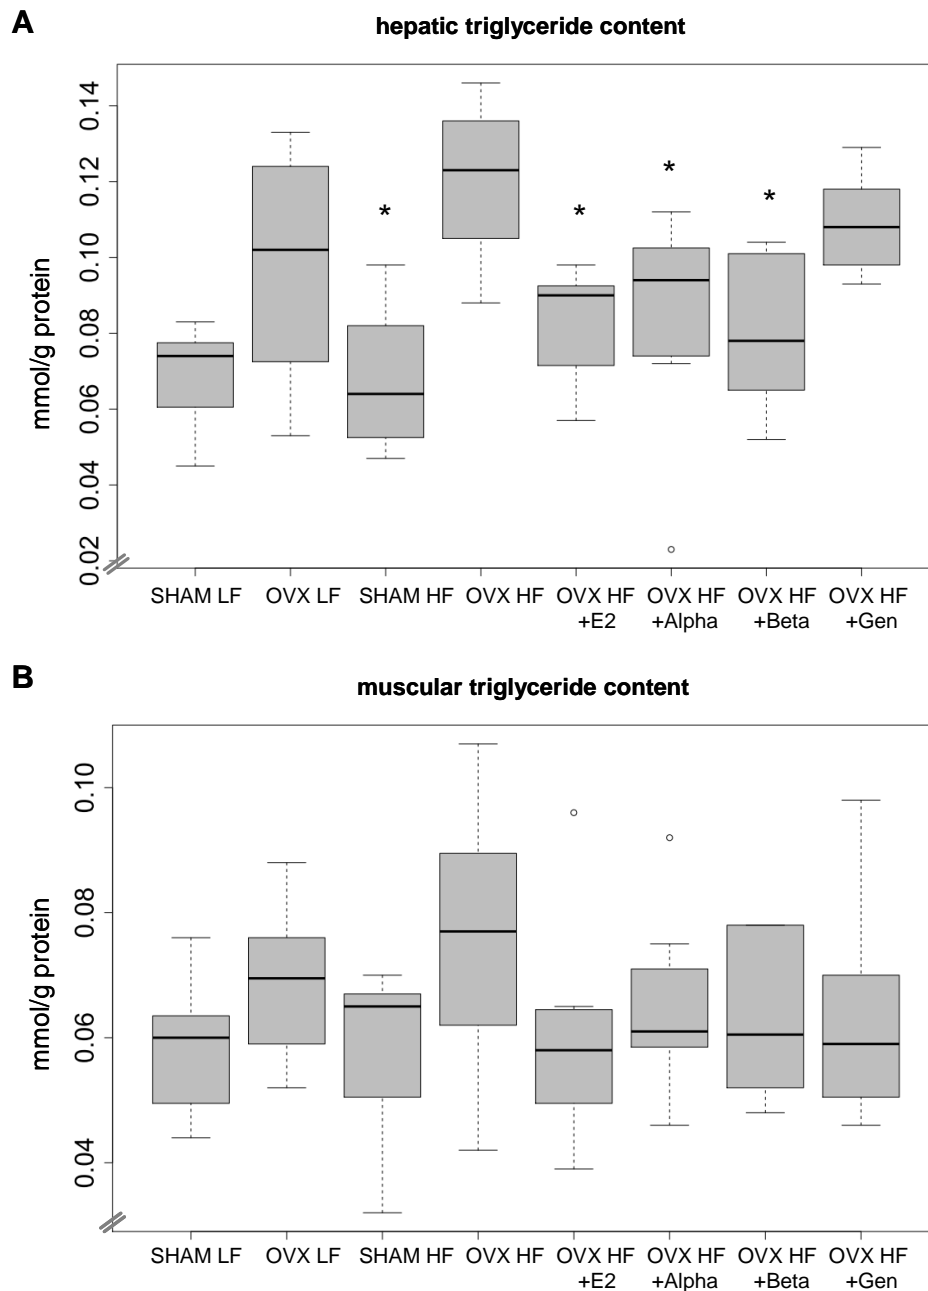 A
hepatic triglyceride content
mmol/g protein
0.14
0.12
0.10
0.08
0.06
0.04
0.02
* * * *
SHAM LF OVX LF SHAM HF OVX HF OVX HF OVX HF OVX HF OVX HF
+E2 +Alpha +Beta +Gen
B
muscular triglyceride content
mmol/g protein
0.10
0.08
0.06
0.04
SHAM LF OVX LF SHAM HF OVX HF OVX HF OVX HF OVX HF OVX HF
+E2 +Alpha +Beta +Gen